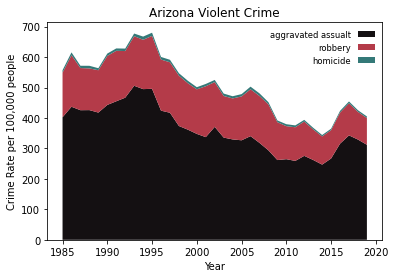 Arizona Violent Crime
aggravated assualt
robbery
homicide
Crime Rate per 100,000 people
700
600
500
400
300
200
100
0
1985 1990 1995 2000 2005 2010 2015 2020
Year